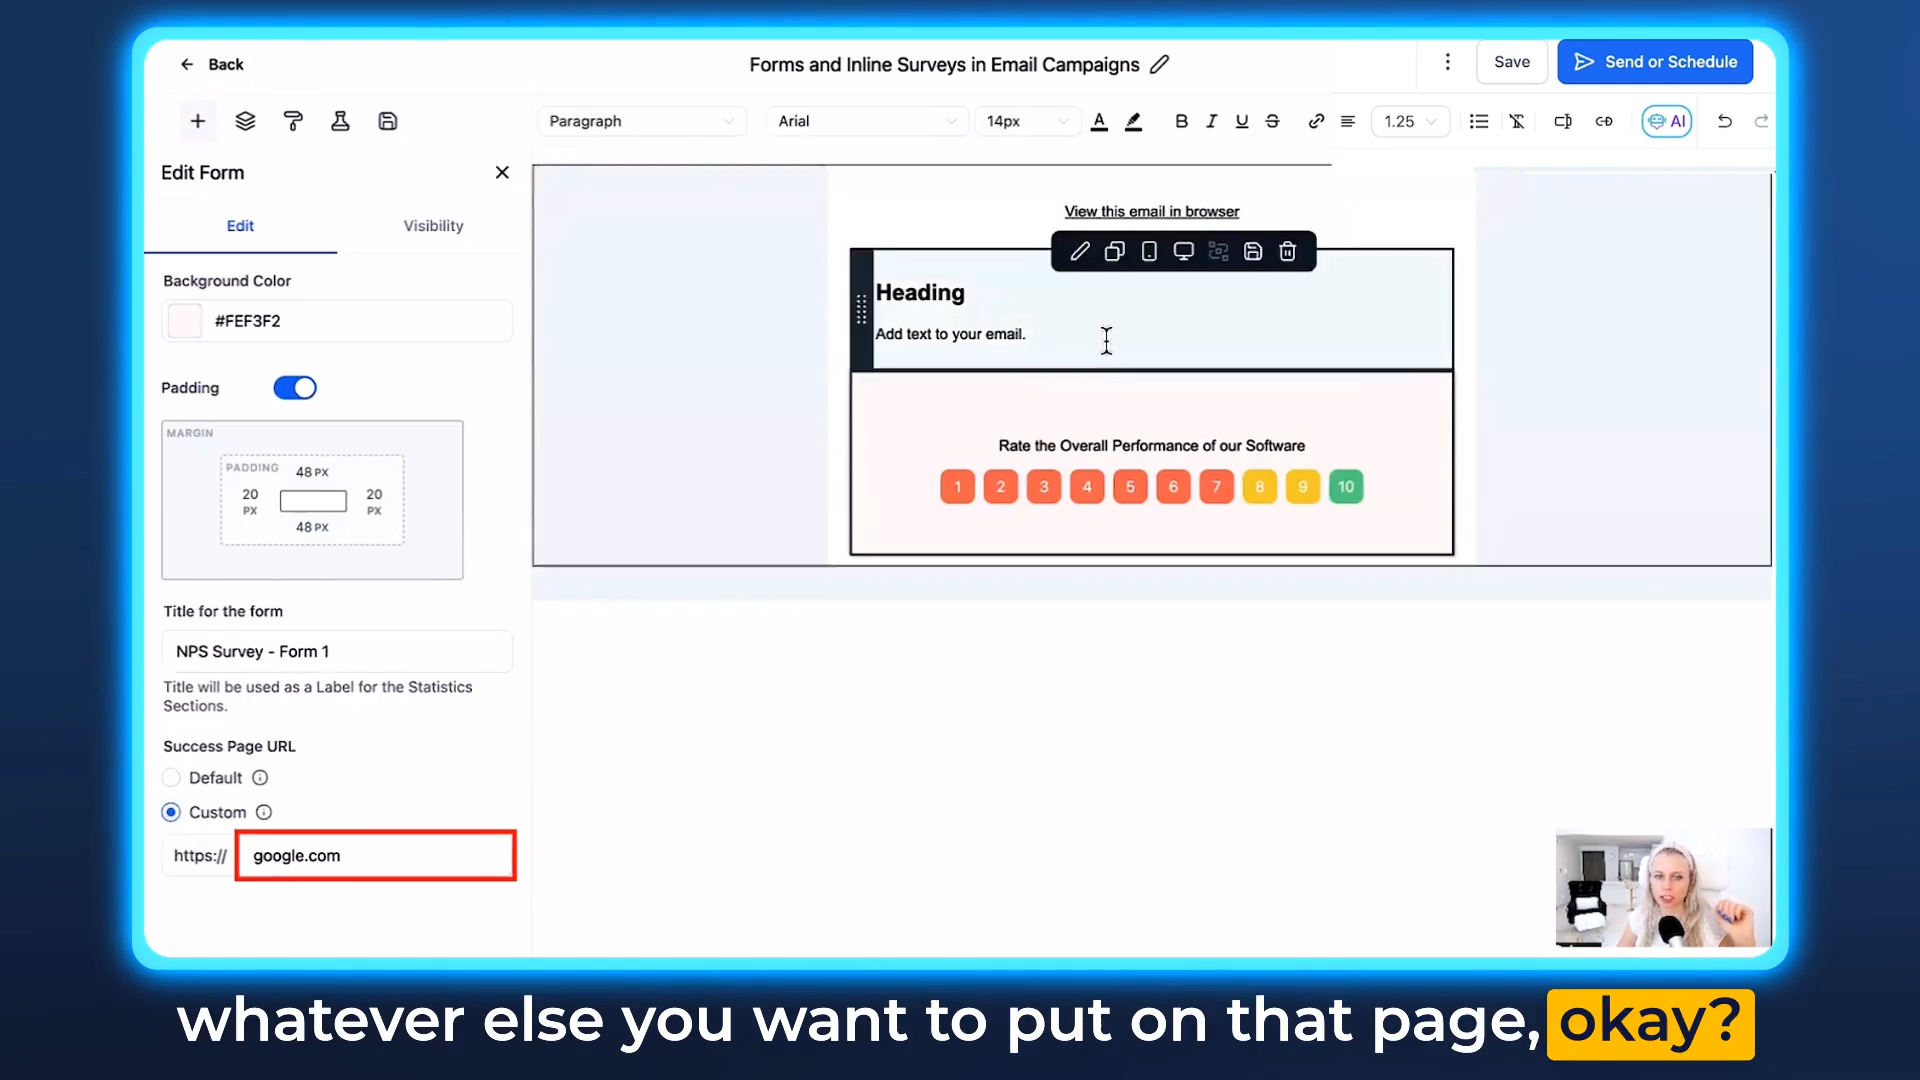 Back
Forms and Inline Surveys in Email Campaigns
Save
Send or Schedule
Paragraph
Arial
14px
A
B I U S
1.25
AI
Edit Form
Edit
Visibility
Background Color
#FEF3F2
Padding
MARGIN
PADDING
48 PX
20 PX
20 PX
48 PX
Title for the form
NPS Survey - Form 1
Title will be used as a Label for the Statistics
Sections.
Success Page URL
Default
Custom
https:// google.com
View this email in browser
Heading
Add text to your email.
Rate the Overall Performance of our Software
1 2 3 4 5 6 7 8 9 10
whatever else you want to put on that page, okay?